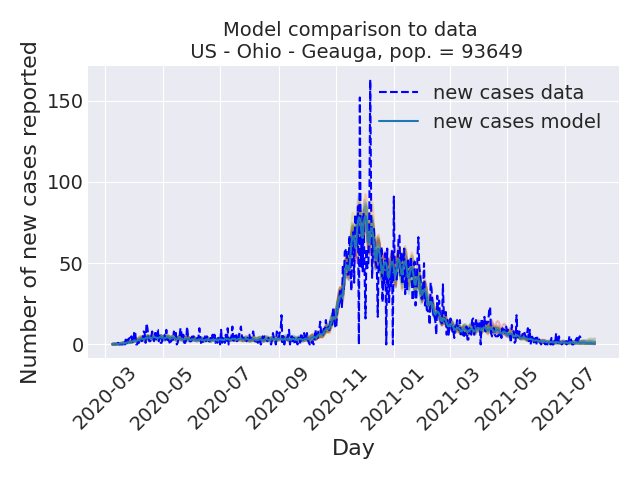 Model comparison to data
US - Ohio - Geauga, pop. = 93649
Number of new cases reported
150
100
50
0
new cases data
new cases model
2020-03
2020-05
2020-07
2020-09
2020-11
2021-01
2021-03
2021-05
2021-07
Day